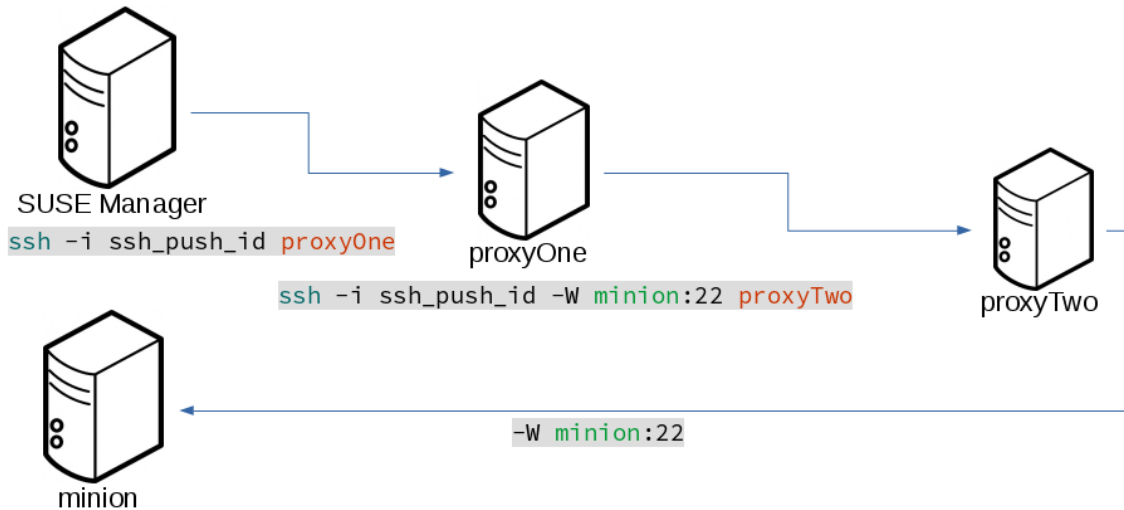 SUSE Manager
ssh -i ssh_push_id proxyOne
proxyOne
ssh -i ssh_push_id -W minion:22 proxyTwo
proxyTwo
-W minion:22
minion